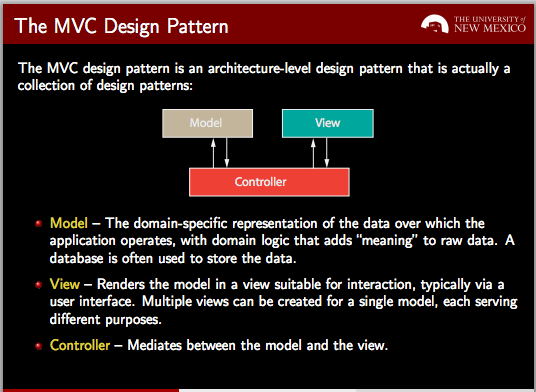 The MVC Design Pattern
THE UNIVERSITY of
NEW MEXICO
The MVC design pattern is an architecture-level design pattern that is actually a
collection of design patterns:
Model
View
Controller
Model – The domain-specific representation of the data over which the
application operates, with domain logic that adds “meaning” to raw data. A
database is often used to store the data.
View – Renders the model in a view suitable for interaction, typically via a
user interface. Multiple views can be created for a single model, each serving
different purposes.
Controller – Mediates between the model and the view.